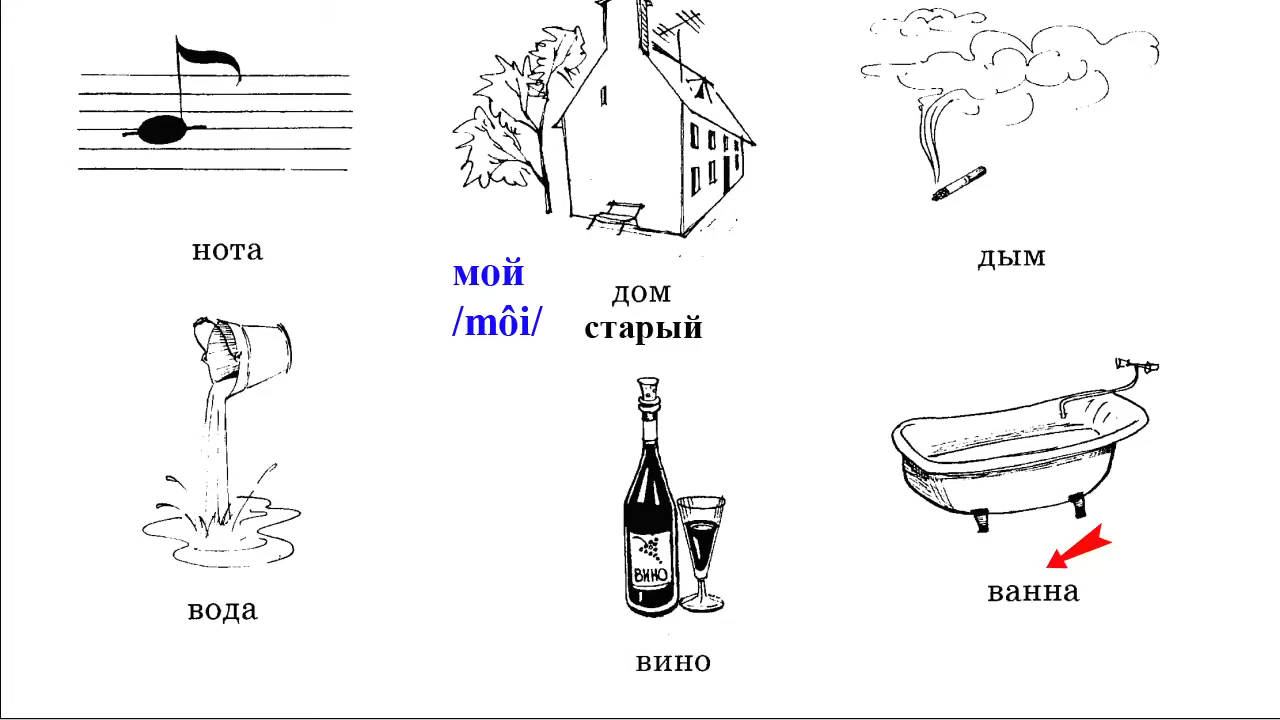 нота
мой
/môi/
дом
старый
дым
вода
ВИНО
вино
ванна